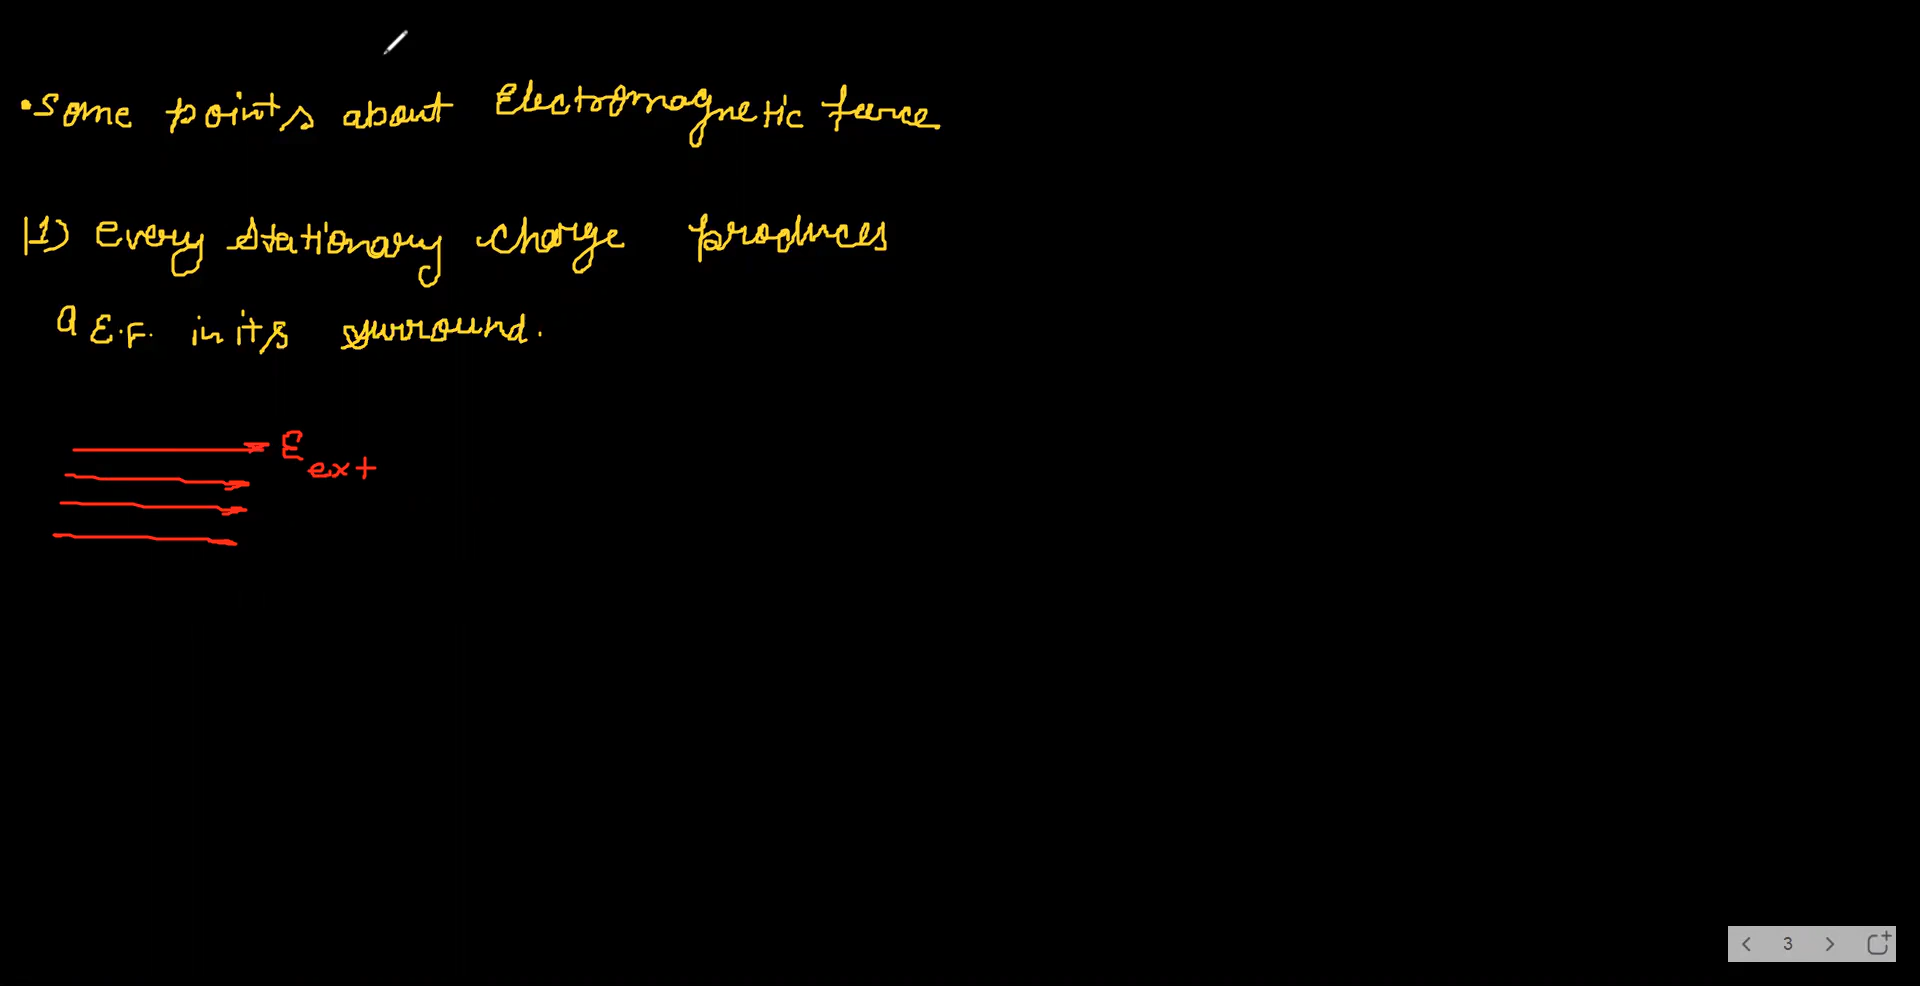 •Some points about Electromagnetic force
|1) Every stationary charge produces
a E.F. in its surround.
E ext
3